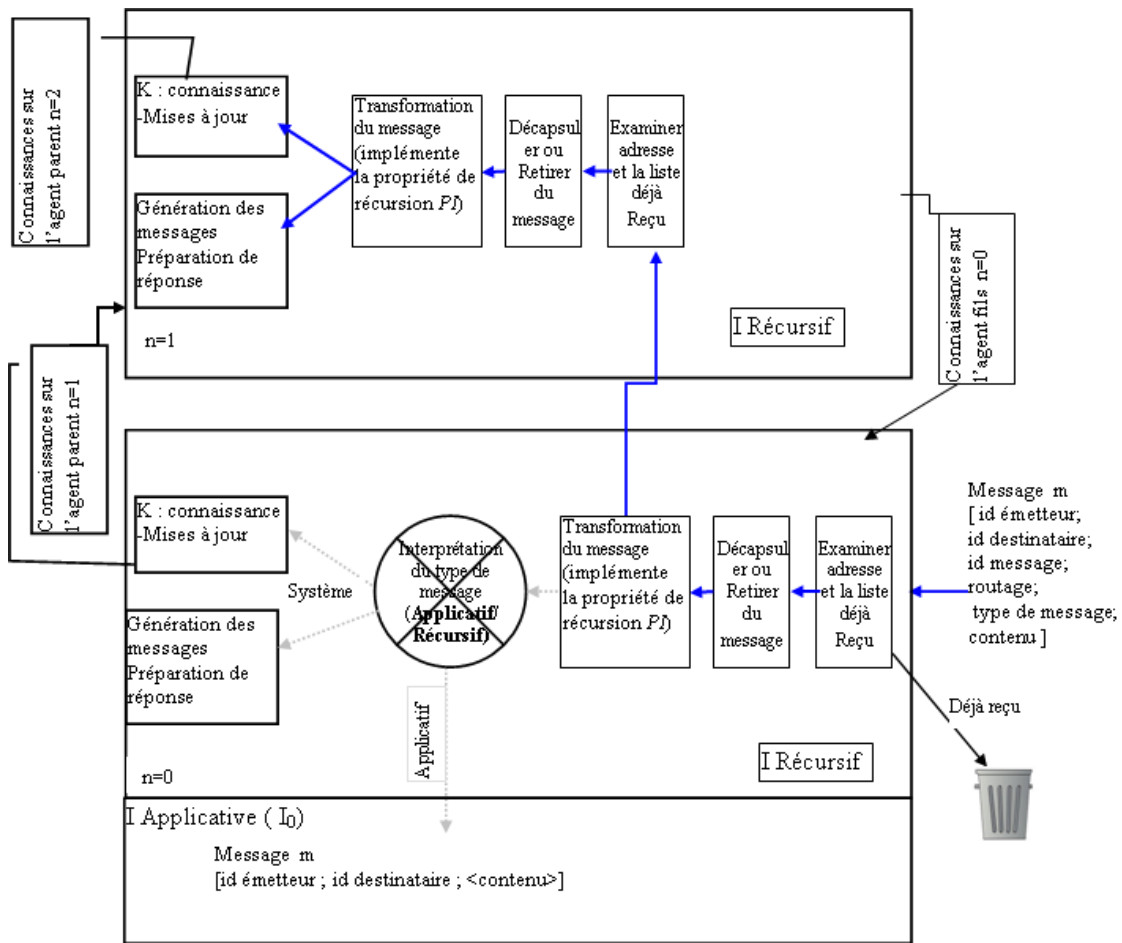 Connaissances sur
l'agent parent n=2
K : connaissance
-Mises à jour
Génération des
messages
Préparation de
réponse
Transformation
du message
(implémente
la propriété de
récursion PI)
Décapsul
er ou
Retirer
du
message
Examiner
adresse
et la liste
déjà
Reçu
n=1
I Récursif
Connaissances sur
l'agent fils n=0
Connaissances sur
l'agent parent n=1
K : connaissance
-Mises à jour
Génération des
messages
Préparation de
réponse
Système
Interprétation
du type de
message
(Applicatif/
Récursif)
Applicatif
Transformation
du message
(implémente
la propriété de
récursion PI)
Décapsul
er ou
Retirer
du
message
Examiner
adresse
et la liste
déjà
Reçu
Message m
[ id émetteur;
id destinataire;
id message;
routage;
type de message;
contenu ]
Déjà reçu
n=0
I Récursif
I Applicative ( I0)
Message m
[id émetteur ; id destinataire ; <contenu>]